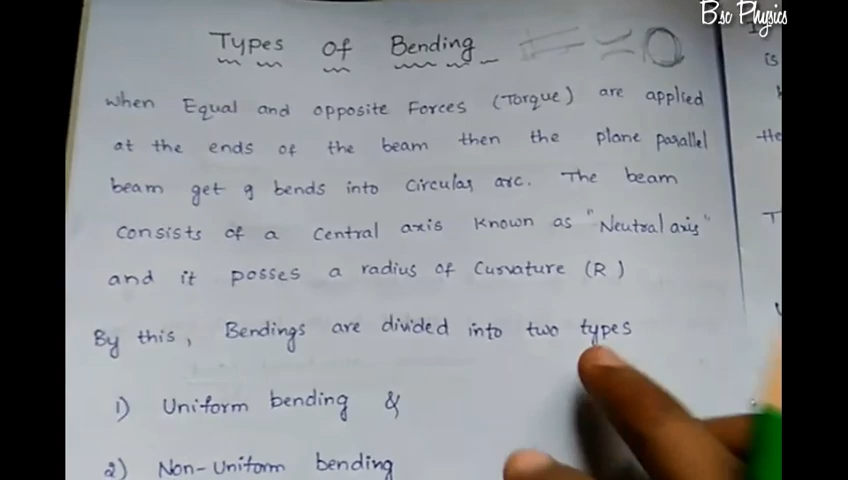 Bsc Physics
Types of Bending
When Equal and opposite Forces (Torque) are applied
at the ends of the beam then the plane parallel
beam get g bends into Circular arc. The beam
Consists of a Central axis Known as "Neutral axis"
and it posses a radius of Curvature (R)
By this, Bendings are divided into two types
1) Uniform bending &
2) Non-Uniform bending
is